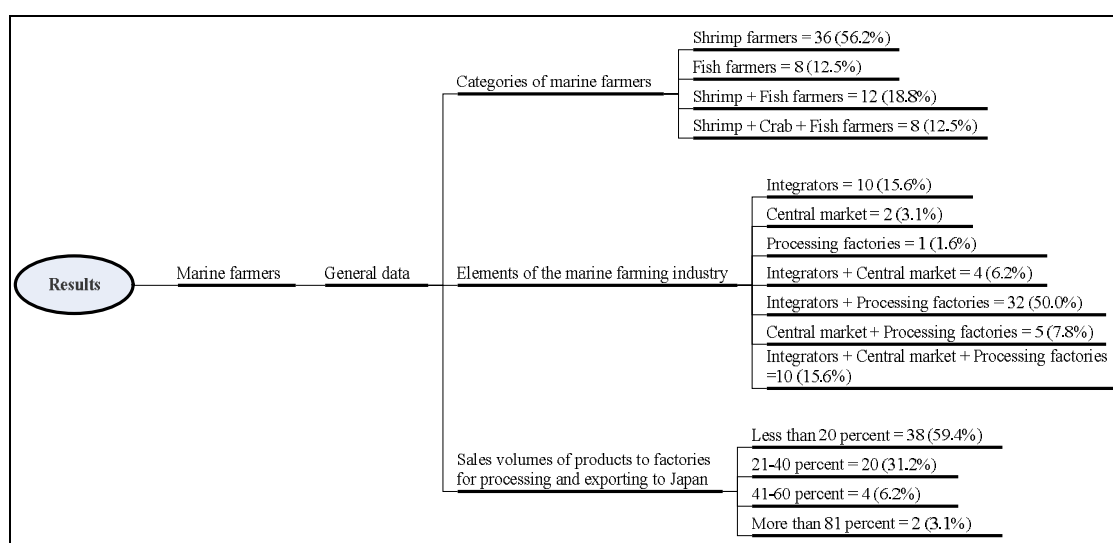 Results
Marine farmers
General data
Categories of marine farmers
Shrimp farmers = 36 (56.2%)
Fish farmers = 8 (12.5%)
Shrimp + Fish farmers = 12 (18.8%)
Shrimp + Crab + Fish farmers = 8 (12.5%)
Elements of the marine farming industry
Integrators = 10 (15.6%)
Central market = 2 (3.1%)
Processing factories = 1 (1.6%)
Integrators + Central market = 4 (6.2%)
Integrators + Processing factories = 32 (50.0%)
Central market + Processing factories = 5 (7.8%)
Integrators + Central market + Processing factories
=10 (15.6%)
Sales volumes of products to factories
for processing and exporting to Japan
Less than 20 percent = 38 (59.4%)
21-40 percent = 20 (31.2%)
41-60 percent = 4 (6.2%)
More than 81 percent = 2 (3.1%)